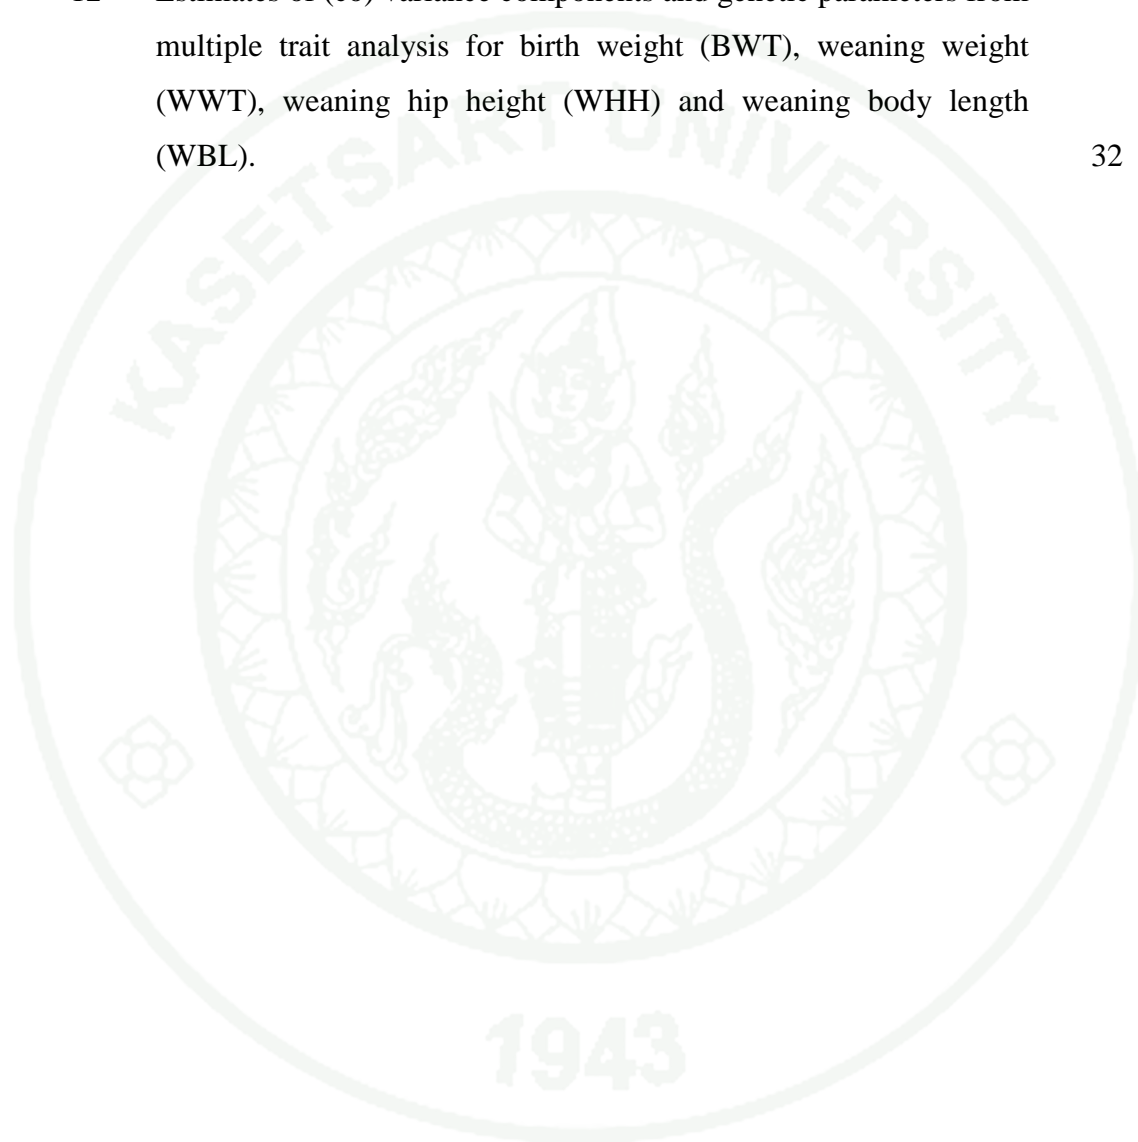 12 Estimates of (co) variance components and genetic parameters from
multiple trait analysis for birth weight (BWT), weaning weight
(WWT), weaning hip height (WHH) and weaning body length
(WBL). 32
KASETSART UNIVERSITY
1943